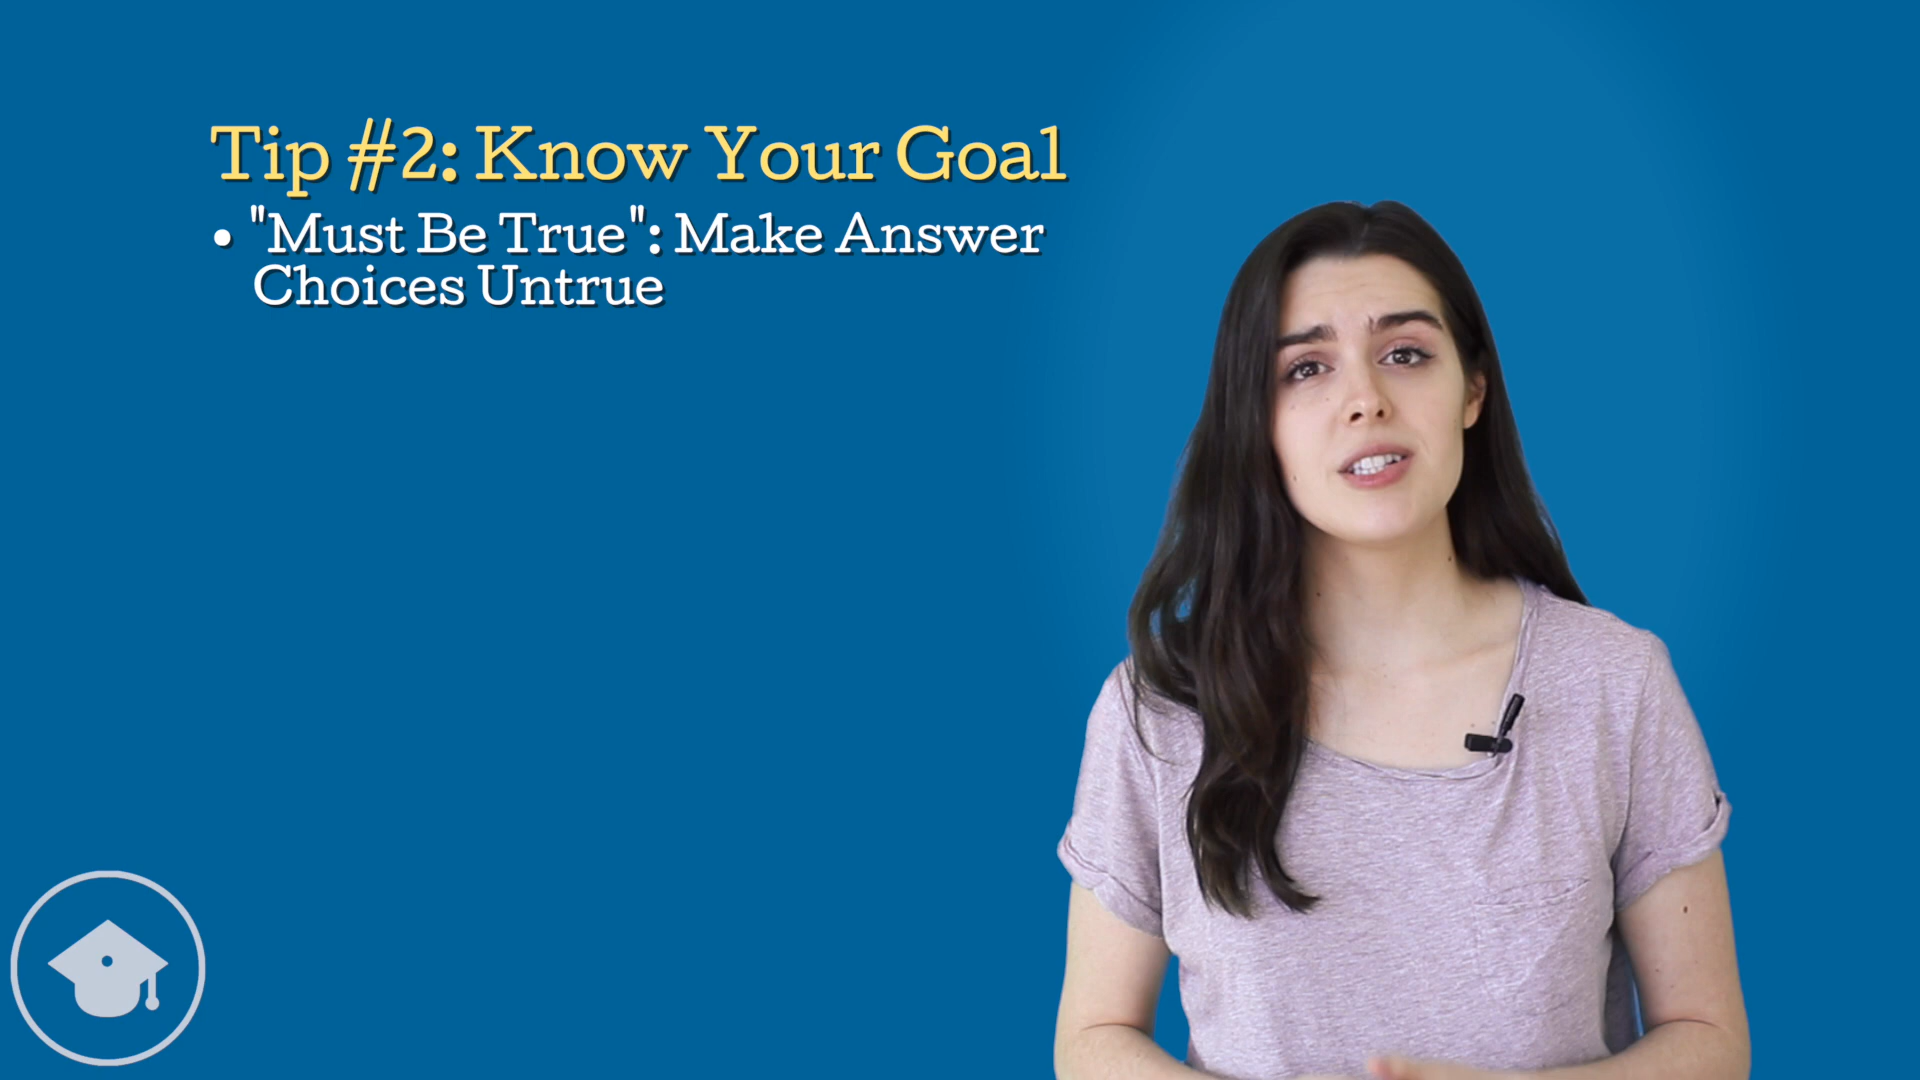 Tip #2: Know Your Goal
• "Must Be True": Make Answer
Choices Untrue